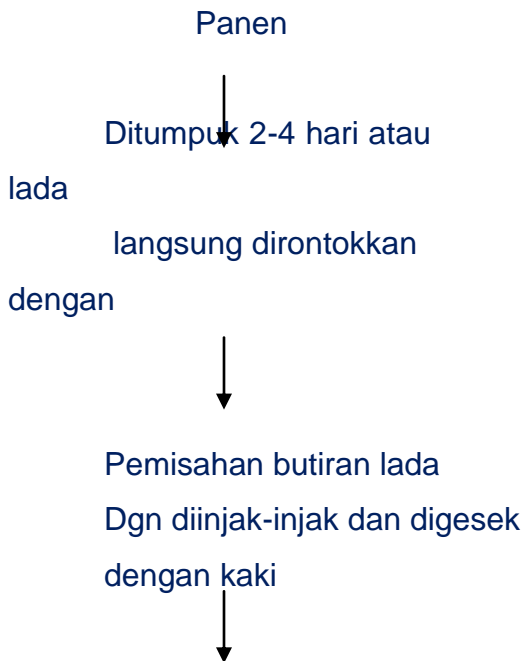 Panen
Ditumpuk 2-4 hari atau
lada
langsung dirontokkan
dengan
Pemisahan butiran lada
Dgn diinjak-injak dan digesek
dengan kaki